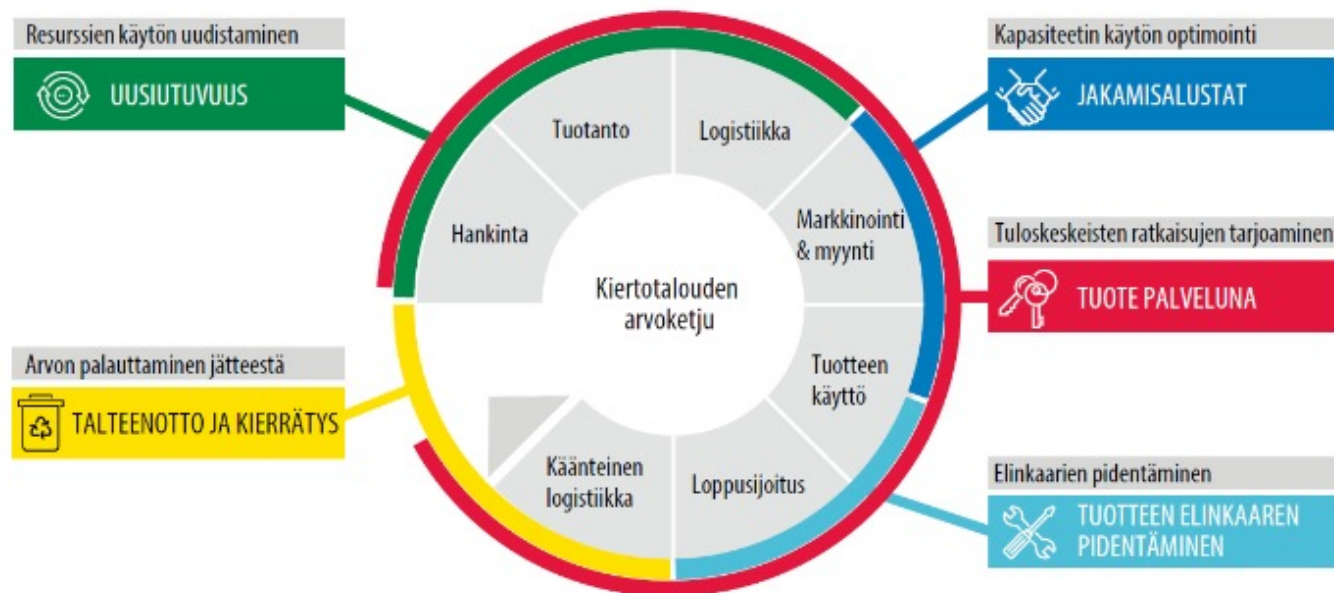 Resurssien käytön uudistaminen
UUSIUTUVUUS
Kapasiteetin käytön optimointi
JAKAMISALUSTAT
Tuotanto
Logistiikka
Hankinta
Markkinointi
& myynti
Tuloskeskeisten ratkaisujen tarjoaminen
TUOTE PALVELUNA
Kiertotalouden
arvoketju
Arvon palauttaminen jätteestä
TALTEENOTTO JA KIERRÄTYS
Tuotteen
käyttö
Käänteinen
logistiikka
Loppusijoitus
Elinkaarien pidentäminen
TUOTTEEN ELINKAAREN
PIDENTÄMINEN